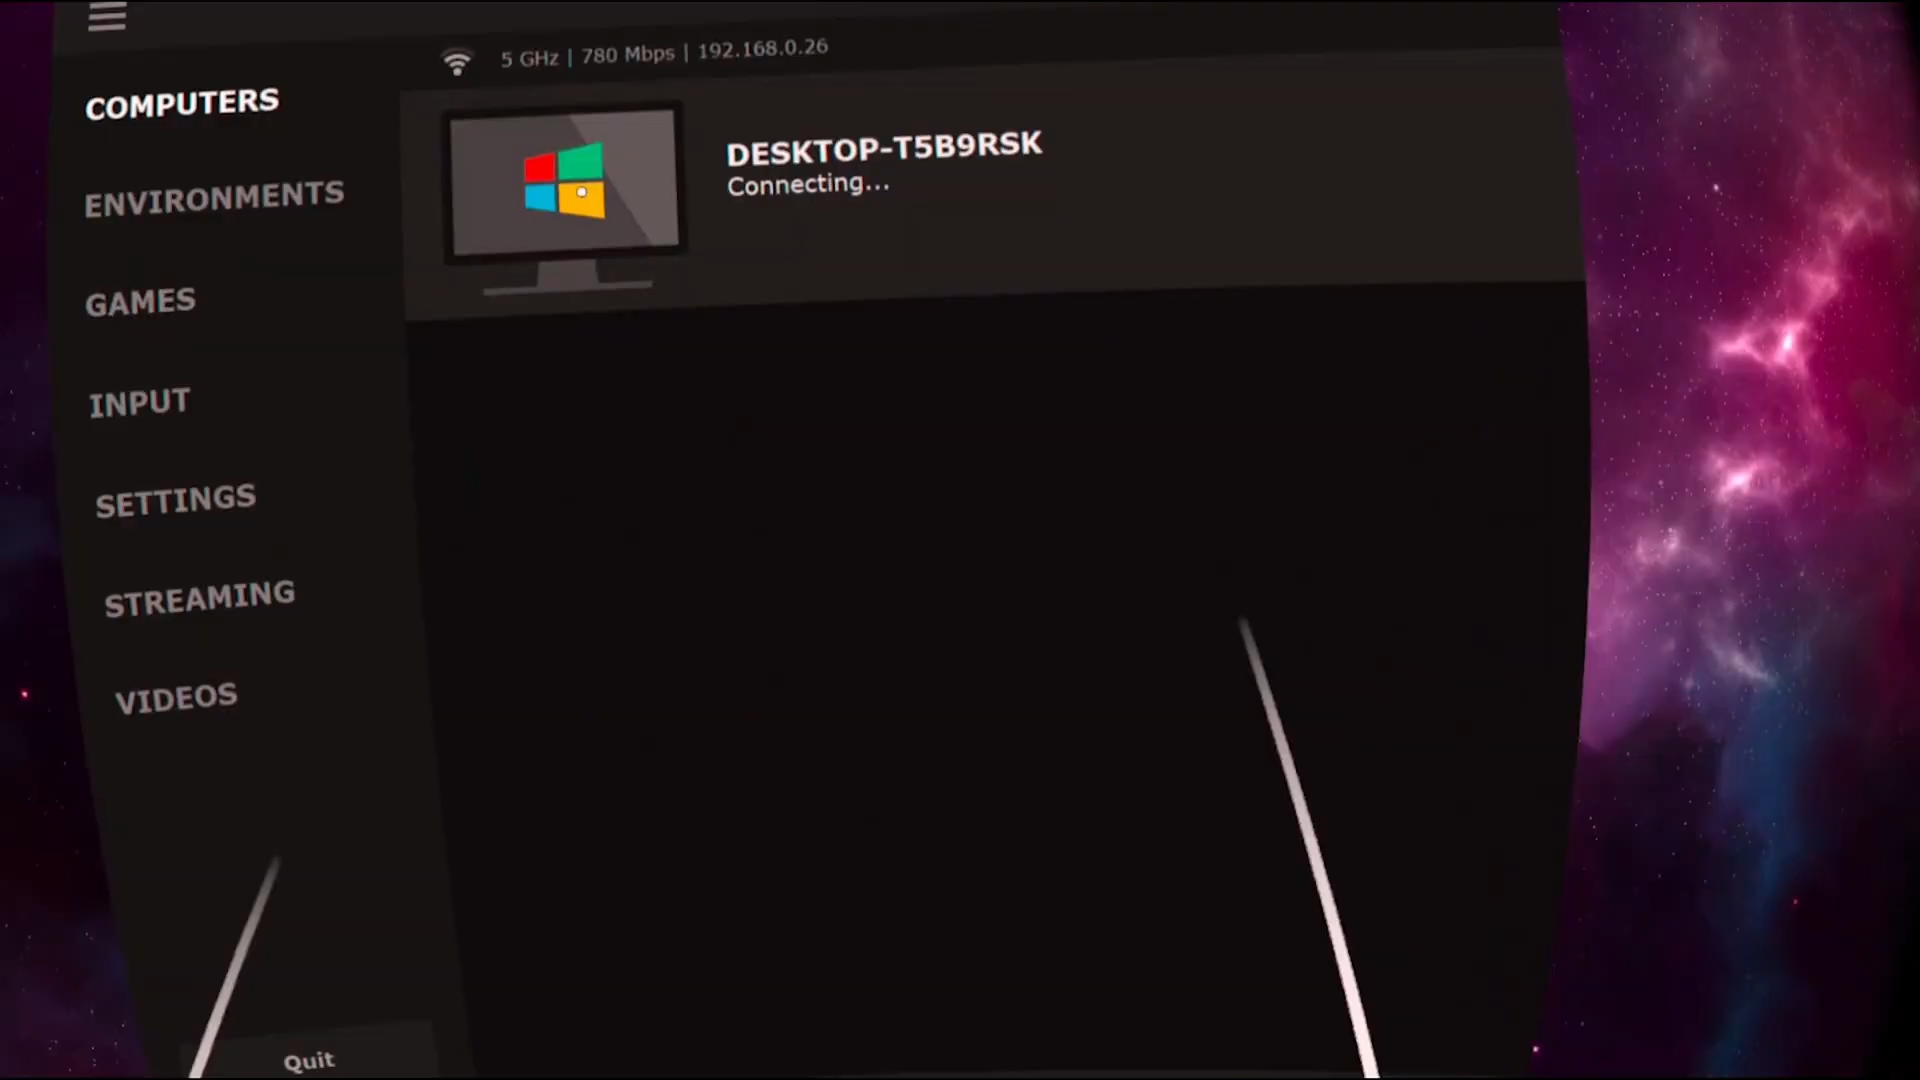 5 GHz | 780 Mbps | 192.168.0.26
COMPUTERS
ENVIRONMENTS
GAMES
INPUT
SETTINGS
STREAMING
VIDEOS
Quit
DESKTOP-T5B9RSK
Connecting...